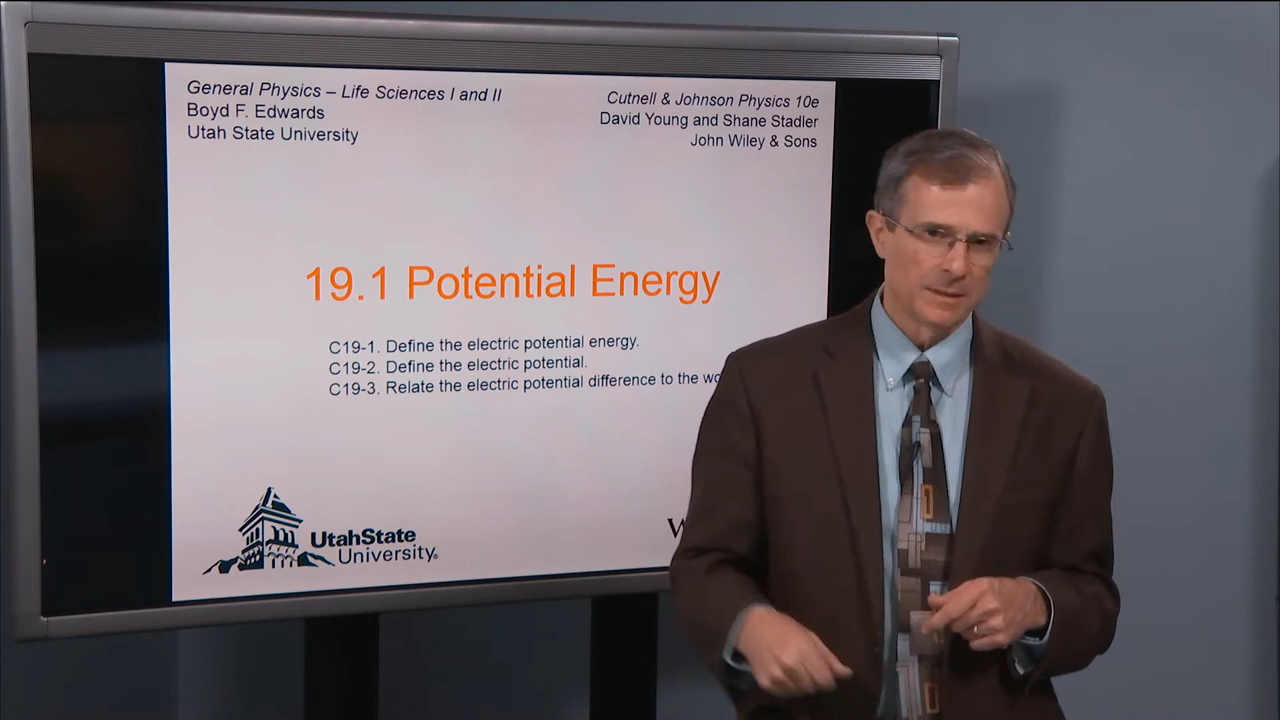 General Physics – Life Sciences I and II
Boyd F. Edwards
Utah State University
Cutnell & Johnson Physics 10e
David Young and Shane Stadler
John Wiley & Sons
19.1 Potential Energy
C19-1. Define the electric potential energy.
C19-2. Define the electric potential.
C19-3. Relate the electric potential difference to the
UtahState
University®